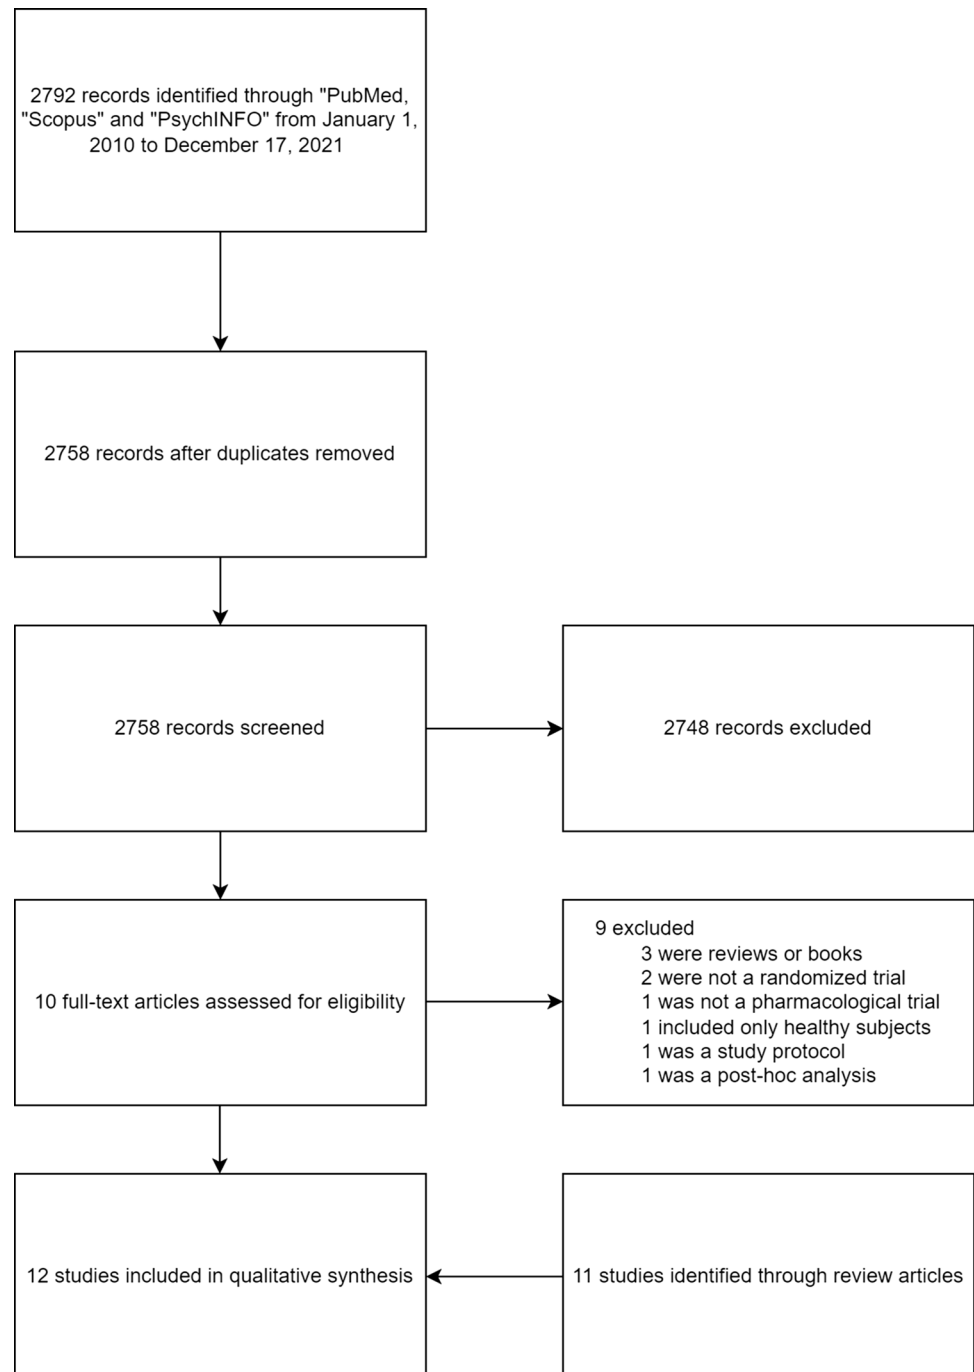 2792 records identified through "PubMed,
"Scopus" and "PsychINFO" from January 1,
2010 to December 17, 2021
2758 records after duplicates removed
2758 records screened
2748 records excluded
10 full-text articles assessed for eligibility
9 excluded
3 were reviews or books
2 were not a randomized trial
1 was not a pharmacological trial
1 included only healthy subjects
1 was a study protocol
1 was a post-hoc analysis
12 studies included in qualitative synthesis
11 studies identified through review articles